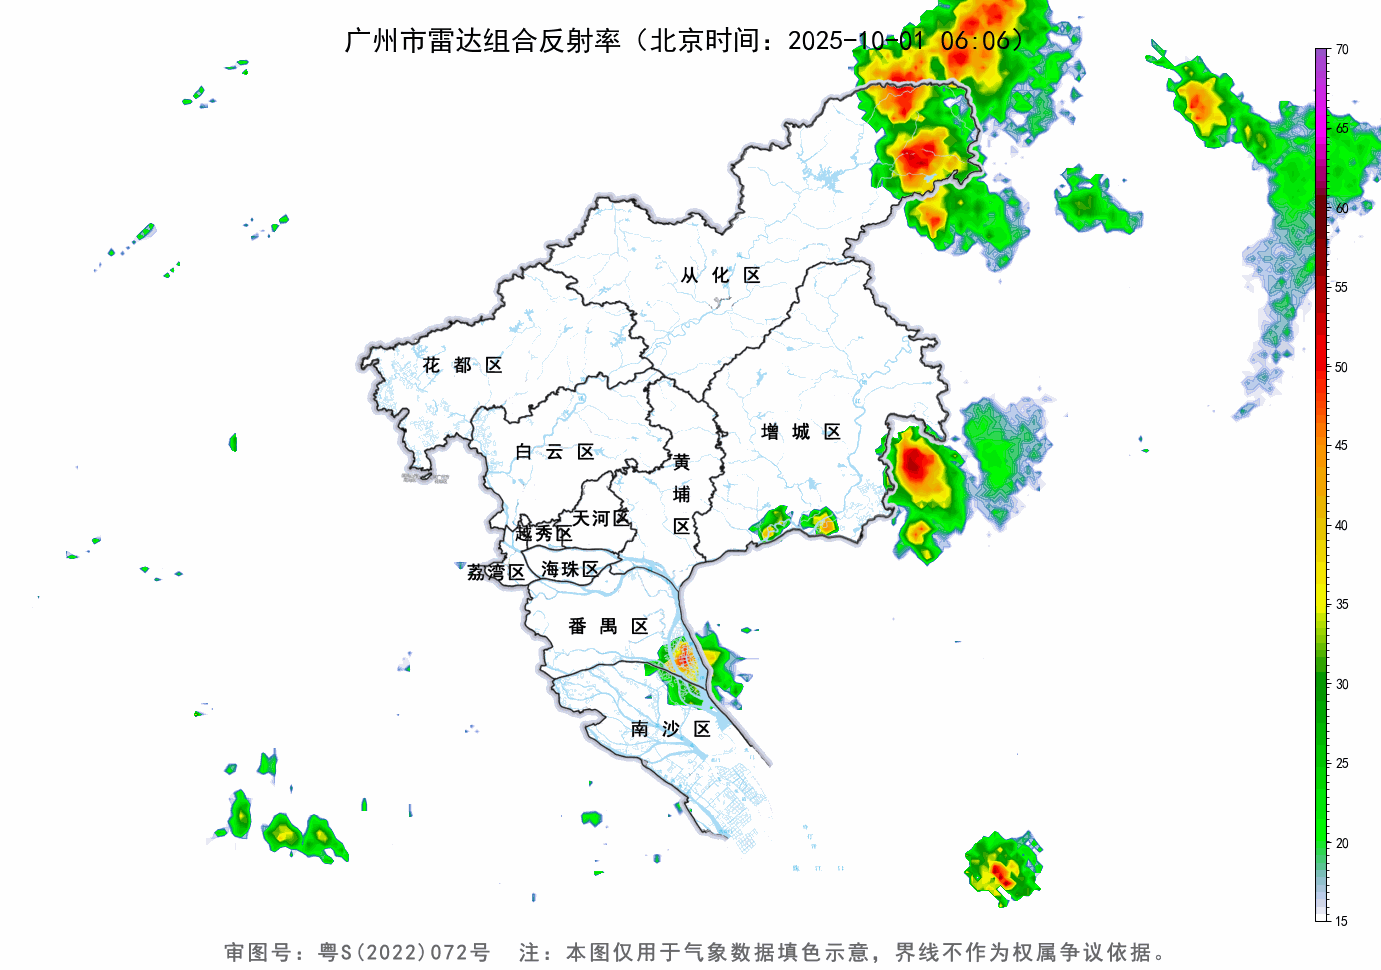 广州市雷达组合反射率（北京时间：2025-10-01 06:06）
70
65
60
55
50
45
40
35
30
25
20
15
从化区
花都区
增城区
白云区
黄埔区
天河区
越秀区
荔湾区
海珠区
番禺区
南沙区
审图号：粤S(2022)072号 注：本图仅用于气象数据填色示意，界线不作为权属争议依据。